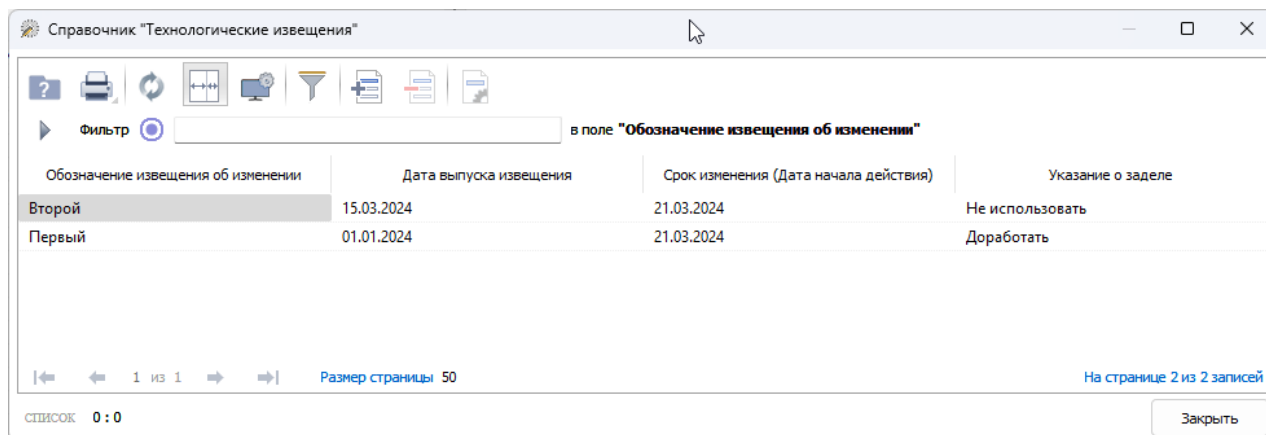 Справочник "Технологические извещения"
Фильтр в поле "Обозначение извещения об изменении"
Обозначение извещения об изменении Дата выпуска извещения Срок изменения (Дата начала действия) Указание о заделе
Второй 15.03.2024 21.03.2024 Не использовать
Первый 01.01.2024 21.03.2024 Доработать
1 из 1 Размер страницы 50 На странице 2 из 2 записей
СПИСОК 0 : 0 Закрыть